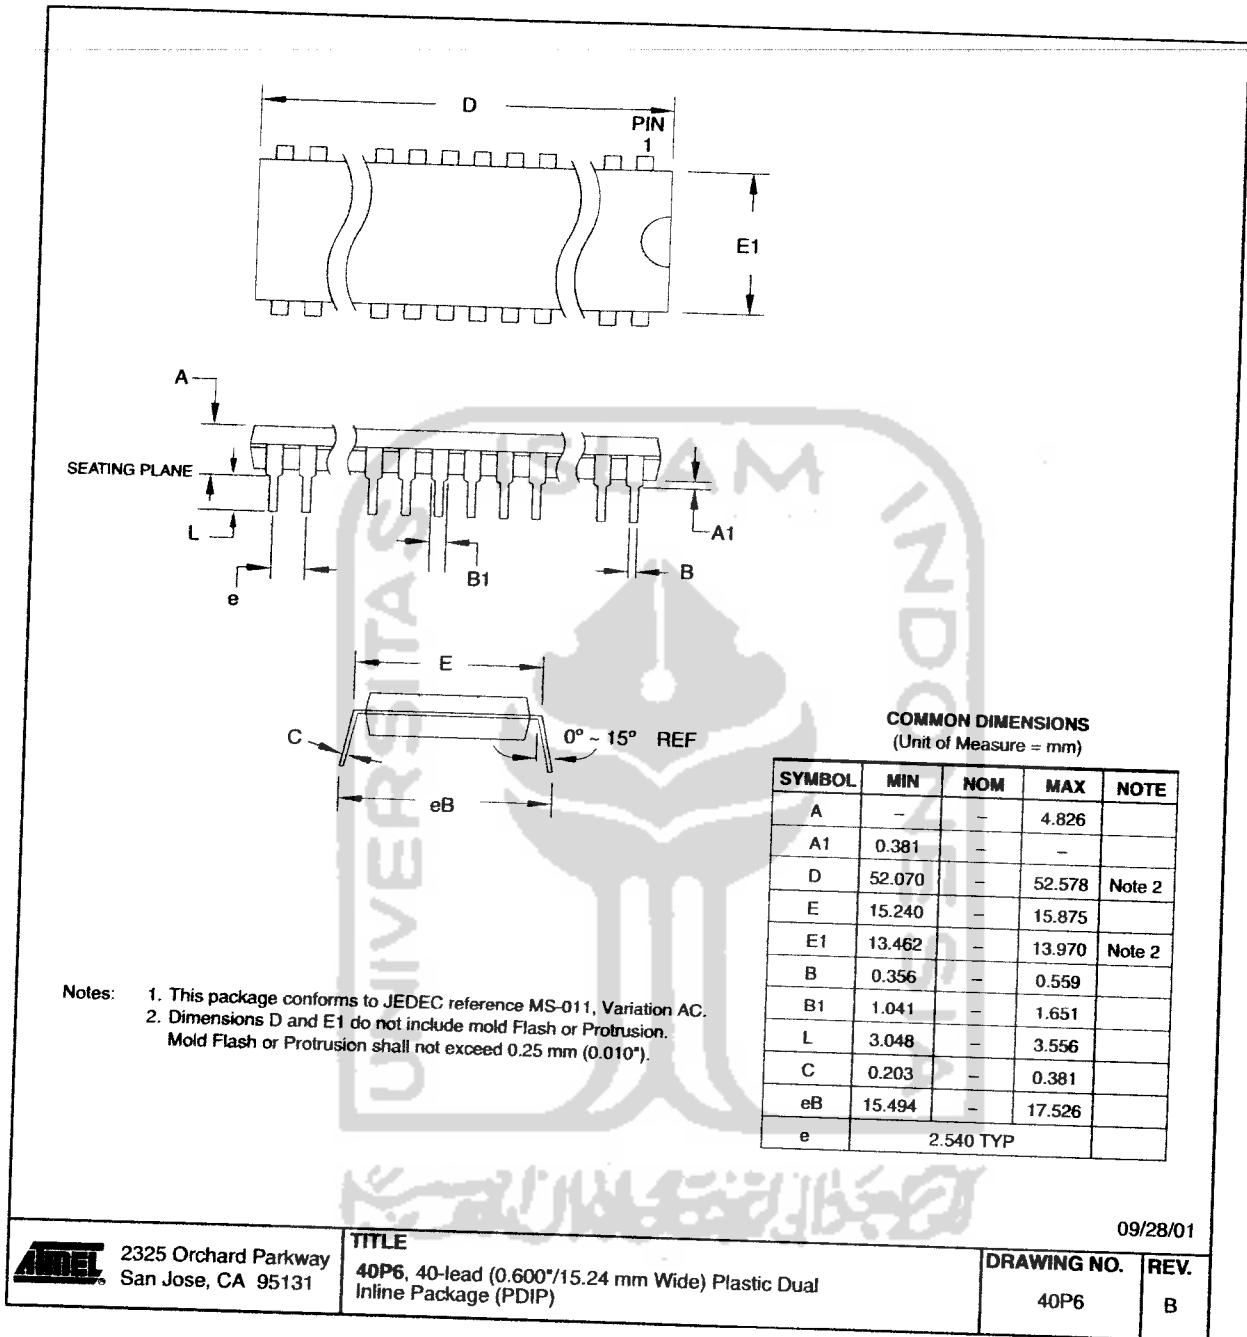 D
PIN
1
E1
A
SEATING PLANE
L
e
B1
A1
B
E
C
0º ~ 15º REF
eB
UNIVERSITAS ISLAM INDONESIA
COMMON DIMENSIONS
(Unit of Measure = mm)
SYMBOL MIN NOM MAX NOTE
A – – 4.826
A1 0.381 – –
D 52.070 – 52.578 Note 2
E 15.240 – 15.875
E1 13.462 – 13.970 Note 2
B 0.356 – 0.559
B1 1.041 – 1.651
L 3.048 – 3.556
C 0.203 – 0.381
eB 15.494 – 17.526
e 2.540 TYP
Notes: 1. This package conforms to JEDEC reference MS-011, Variation AC.
2. Dimensions D and E1 do not include mold Flash or Protrusion.
Mold Flash or Protrusion shall not exceed 0.25 mm (0.010").
09/28/01
ATMEL
2325 Orchard Parkway
San Jose, CA 95131
TITLE
40P6, 40-lead (0.600"/15.24 mm Wide) Plastic Dual
Inline Package (PDIP)
DRAWING NO.
40P6
REV.
B